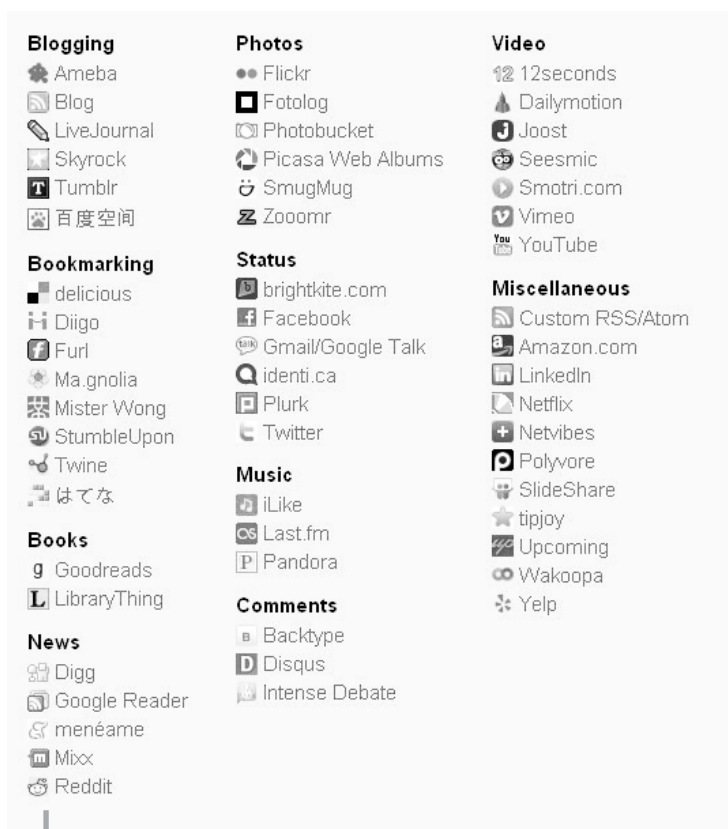 Blogging
Ameba
Blog
LiveJournal
Skyrock
Tumblr
百度空间
Bookmarking
delicious
Diigo
Furl
Ma.gnolia
Mister Wong
StumbleUpon
Twine
はてな
Books
Goodreads
LibraryThing
News
Digg
Google Reader
menéame
Mixx
Reddit
Photos
Flickr
Fotolog
Photobucket
Picasa Web Albums
SmugMug
Zooomr
Status
brightkite.com
Facebook
Gmail/Google Talk
identi.ca
Plurk
Twitter
Music
iLike
Last.fm
Pandora
Comments
Backtype
Disqus
Intense Debate
Video
12seconds
Dailymotion
Joost
Seesmic
Smotri.com
Vimeo
YouTube
Miscellaneous
Custom RSS/Atom
Amazon.com
LinkedIn
Netflix
Netvibes
Polyvore
SlideShare
tipjoy
Upcoming
Wakoopa
Yelp